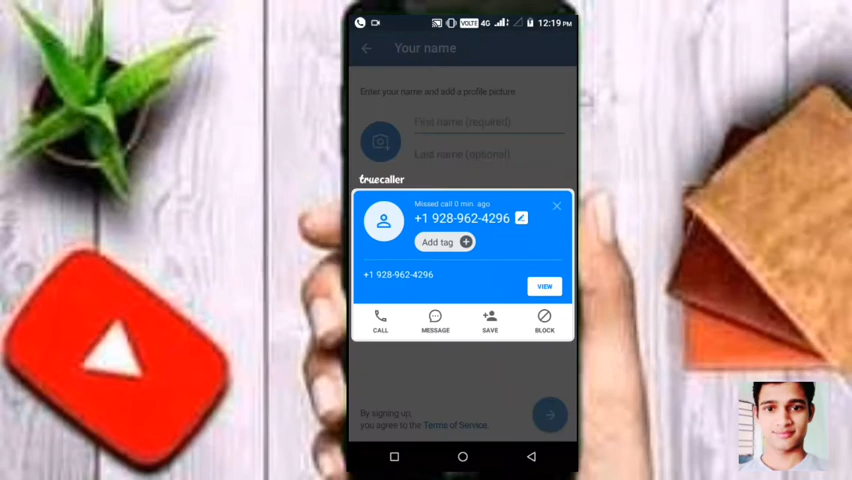 VOLTE 4G 12:19 PM
Your name
Enter your name and add a profile picture
First name (required)
Last name (optional)
truecaller
Missed call 0 min. ago
+1 928-962-4296
Add tag
+1 928-962-4296
VIEW
CALL MESSAGE SAVE BLOCK
By signing up,
you agree to the Terms of Service.